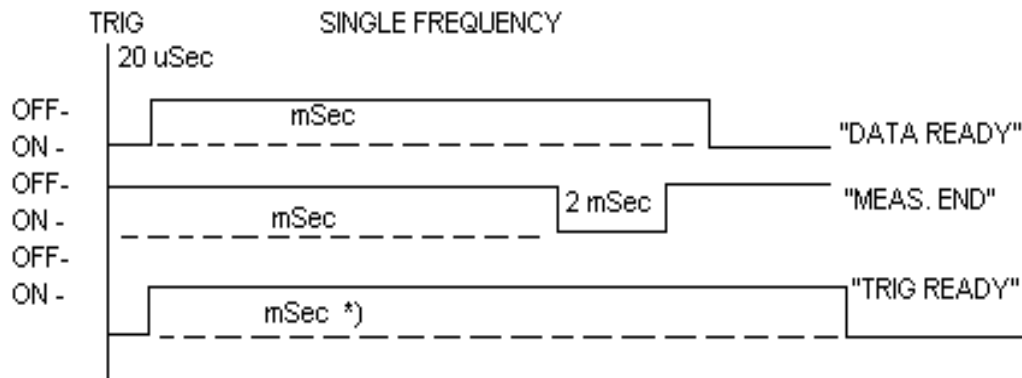 TRIG SINGLE FREQUENCY
20 uSec
OFF-
mSec
ON -
"DATA READY"
OFF-
2 mSec
"MEAS. END"
ON -
mSec
OFF-
ON -
"TRIG READY"
mSec *)